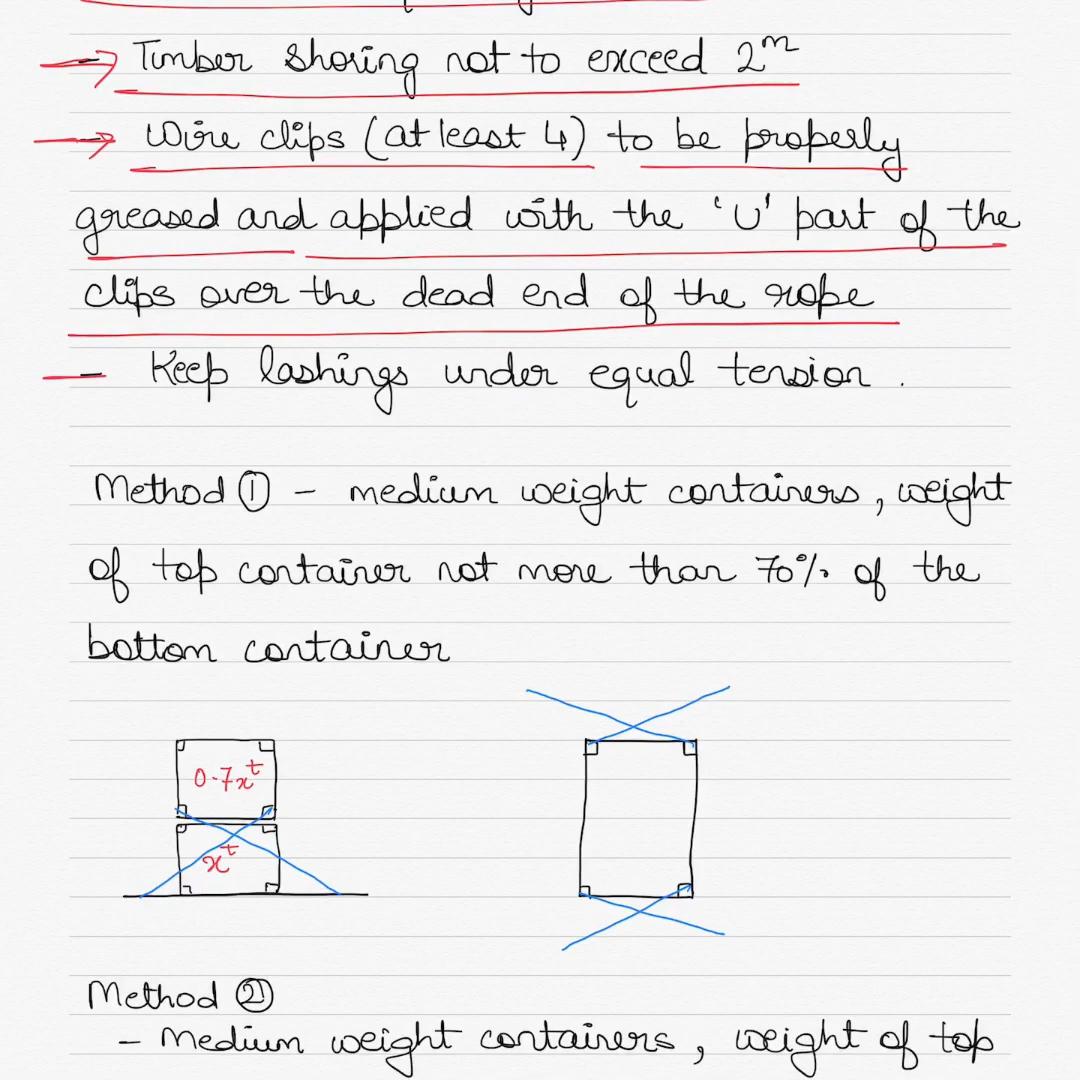 - Timber shoring not to exceed 2m
- Wire clips (at least 4) to be properly
greased and applied with the 'U' part of the
clips over the dead end of the rope
- Keep lashings under equal tension.
Method ① - medium weight containers, weight
of top container not more than 70% of the
bottom container
0.7xt
xt
Method ②
- Medium weight containers, weight of top